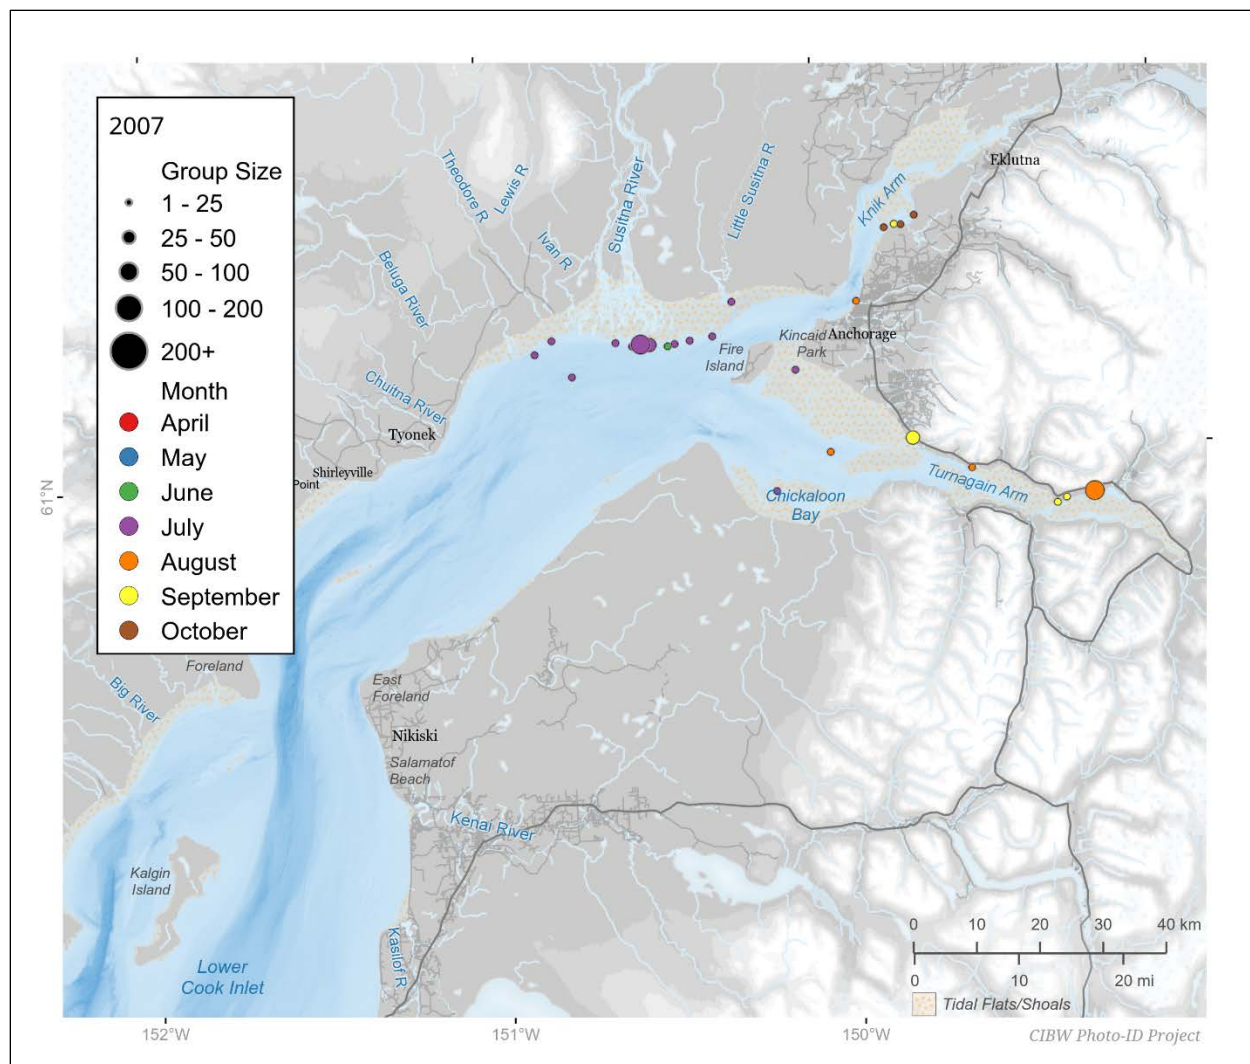 2007
Group Size
1 - 25
25 - 50
50 - 100
100 - 200
200+
Month
April
May
June
July
August
September
October
Theodore R
Lewis R
Ivan R
Susitna River
Little Susitna R
Beluga River
Chuitna River
Tyonek
Shirleyville
Point
Knik Arm
Eklutna
Kincaid
Park
Anchorage
Fire
Island
Turnagain Arm
Chickaloon
Bay
61°N
Foreland
Big River
East
Foreland
Nikiski
Salamatof
Beach
Kenai River
Kalgin
Island
Kasilof R
Lower
Cook Inlet
0 10 20 30 40 km
0 10 20 mi
Tidal Flats/Shoals
152°W
151°W
150°W
CIBW Photo-ID Project